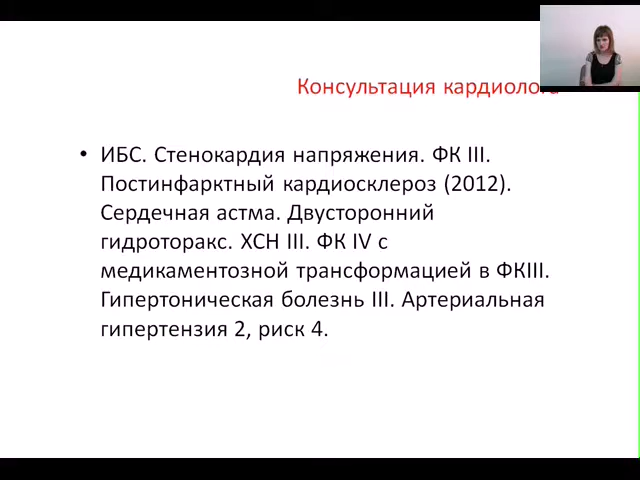 Консультация кардиолога
• ИБС. Стенокардия напряжения. ФК III.
Постинфарктный кардиосклероз (2012).
Сердечная астма. Двусторонний
гидроторакс. ХСН III. ФК IV с
медикаментозной трансформацией в ФКIII.
Гипертоническая болезнь III. Артериальная
гипертензия 2, риск 4.